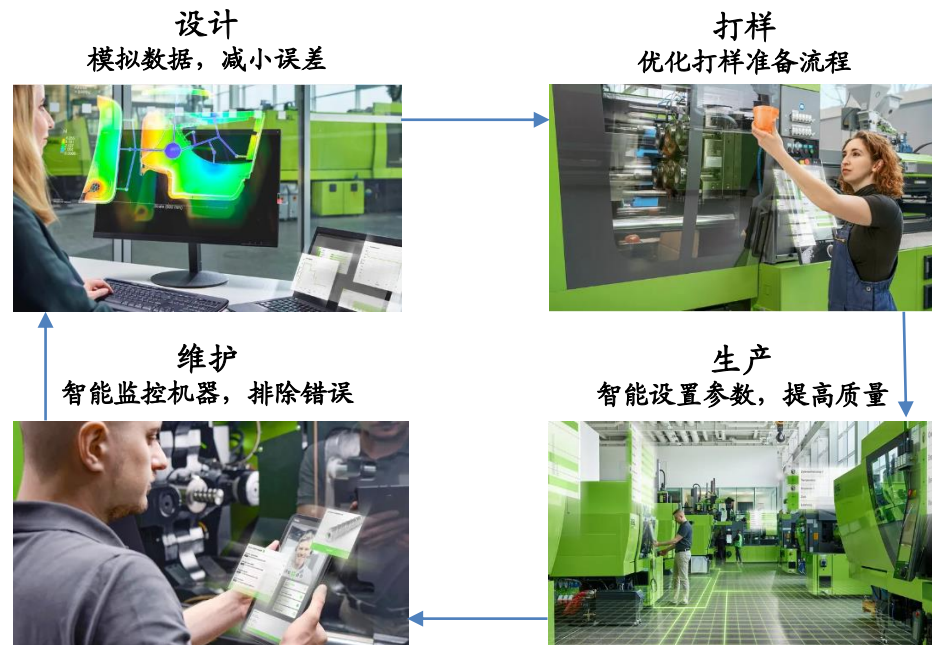 设计
模拟数据，减小误差
打样
优化打样准备流程
维护
智能监控机器，排除错误
生产
智能设置参数，提高质量